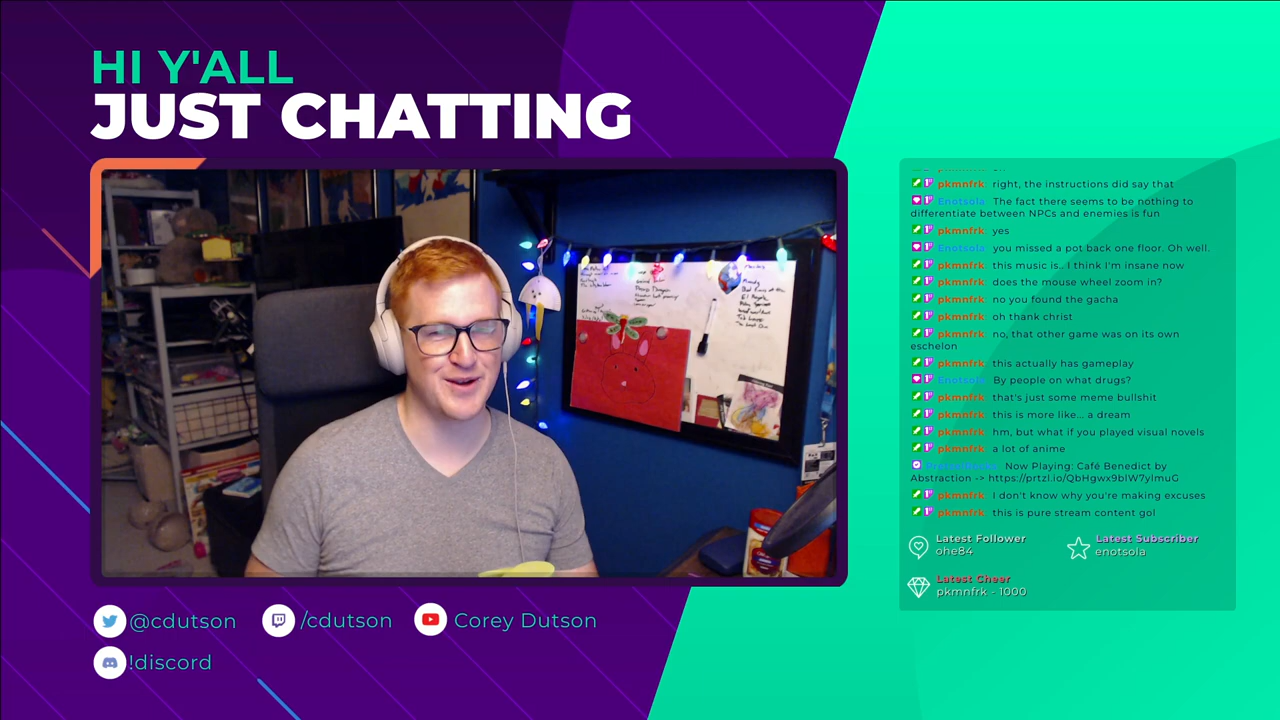 HI Y'ALL
JUST CHATTING
pkmnfrk right, the instructions did say that
Enotsola The fact there seems to be nothing to
differentiate between NPCs and enemies is fun
pkmnfrk yes
Enotsola you missed a pot back one floor. Oh well.
pkmnfrk this music is.. I think I'm insane now
pkmnfrk does the mouse wheel zoom in?
pkmnfrk no you found the gacha
pkmnfrk oh thank christ
pkmnfrk no, that other game was on its own
eschelon
pkmnfrk this actually has gameplay
Enotsola By people on what drugs?
pkmnfrk that's just some meme bullshit
pkmnfrk this is more like... a dream
pkmnfrk hm, but what if you played visual novels
pkmnfrk a lot of anime
Now Playing: Café Benedict by
Abstraction ->
pkmnfrk I don't know why you're making excuses
pkmnfrk this is pure stream content gol
Latest Follower
ohe84
Latest Subscriber
enotsola
Latest Cheer
pkmnfrk - 1000
@cdutson
/cdutson
Corey Dutson
!discord